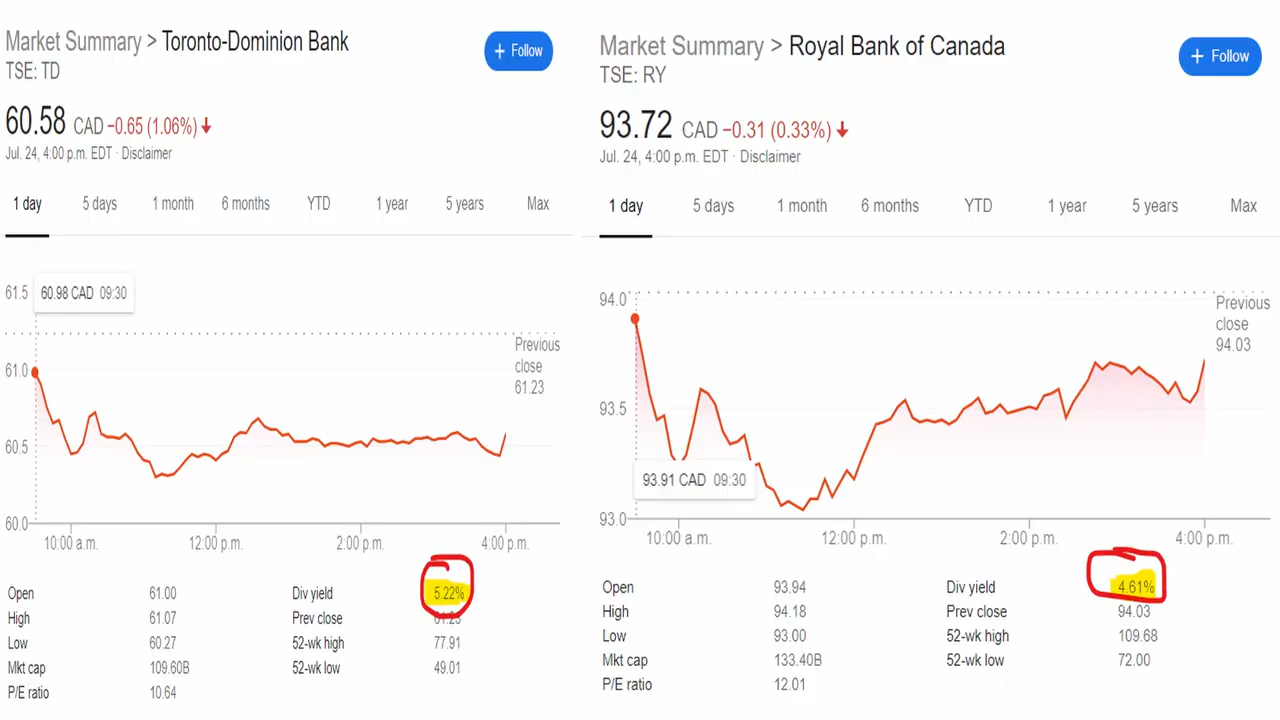 Market Summary > Toronto-Dominion Bank
+ Follow
TSE: TD
60.58 CAD −0.65 (1.06%)
Jul. 24, 4:00 p.m. EDT · Disclaimer
1 day 5 days 1 month 6 months YTD 1 year 5 years Max
61.5
60.98 CAD 09:30
Previous
close
61.23
61.0
60.5
60.0
10:00 a.m. 12:00 p.m. 2:00 p.m. 4:00 p.m.
Open 61.00 Div yield 5.22%
High 61.07 Prev close 61.23
Low 60.27 52-wk high 77.91
Mkt cap 109.60B 52-wk low 49.01
P/E ratio 10.64
Market Summary > Royal Bank of Canada
+ Follow
TSE: RY
93.72 CAD −0.31 (0.33%)
Jul. 24, 4:00 p.m. EDT · Disclaimer
1 day 5 days 1 month 6 months YTD 1 year 5 years Max
94.0
Previous
close
94.03
93.5
93.91 CAD 09:30
93.0
10:00 a.m. 12:00 p.m. 2:00 p.m. 4:00 p.m.
Open 93.94 Div yield 4.61%
High 94.18 Prev close 94.03
Low 93.00 52-wk high 109.68
Mkt cap 133.40B 52-wk low 72.00
P/E ratio 12.01